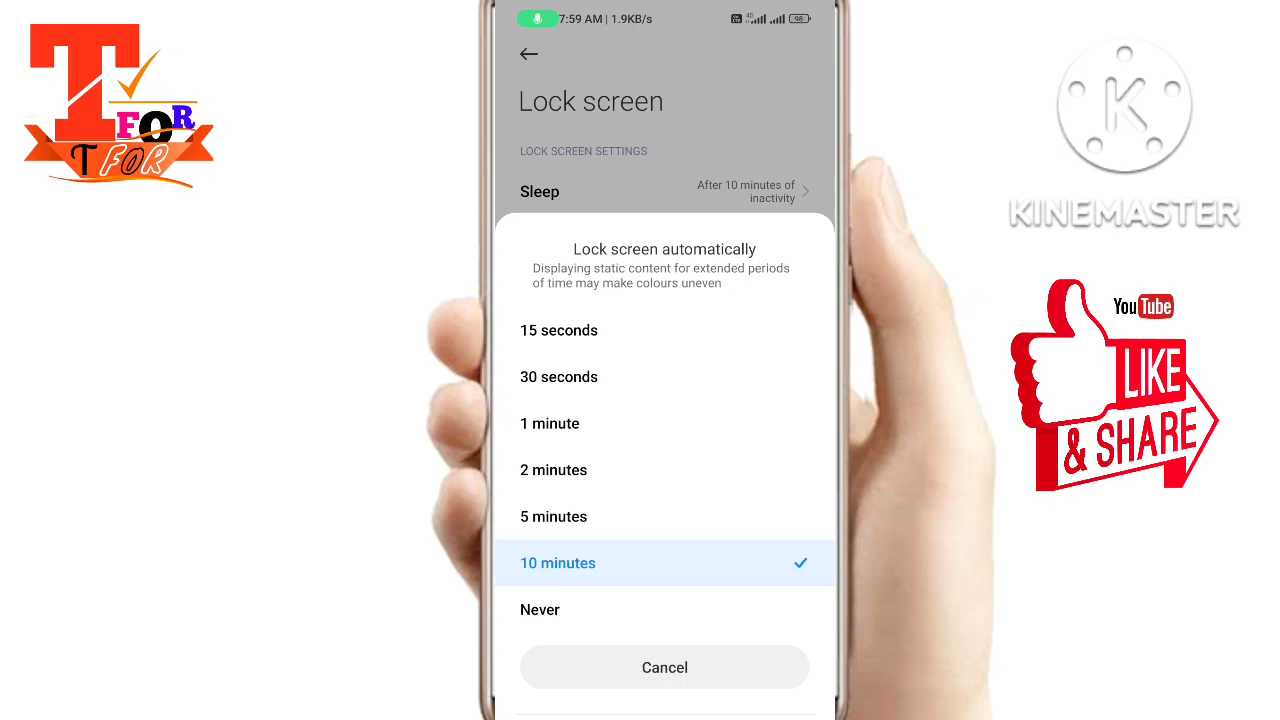 T
FOR
T FOR
7:59 AM | 1.9KB/s
4G
98
Lock screen
LOCK SCREEN SETTINGS
Sleep
After 10 minutes of
inactivity
Lock screen automatically
Displaying static content for extended periods
of time may make colours uneven
15 seconds
30 seconds
1 minute
2 minutes
5 minutes
10 minutes
Never
Cancel
K
KINEMASTER
YouTube
LIKE
& SHARE